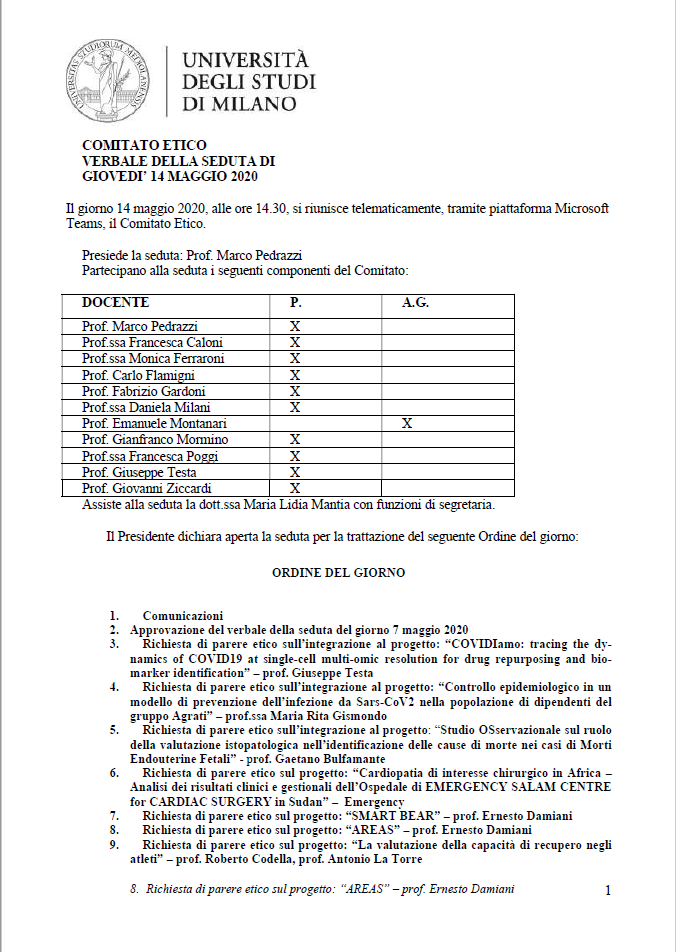 UNIVERSITÀ
DEGLI STUDI
DI MILANO
COMITATO ETICO
VERBALE DELLA SEDUTA DI
GIOVEDI’ 14 MAGGIO 2020
Il giorno 14 maggio 2020, alle ore 14.30, si riunisce telematicamente, tramite piattaforma Microsoft
Teams, il Comitato Etico.
Presiede la seduta: Prof. Marco Pedrazzi
Partecipano alla seduta i seguenti componenti del Comitato:
DOCENTE P. A.G.
Prof. Marco Pedrazzi X
Prof.ssa Francesca Caloni X
Prof.ssa Monica Ferraroni X
Prof. Carlo Flamigni X
Prof. Fabrizio Gardoni X
Prof.ssa Daniela Milani X
Prof. Emanuele Montanari X
Prof. Gianfranco Mormino X
Prof.ssa Francesca Poggi X
Prof. Giuseppe Testa X
Prof. Giovanni Ziccardi X
Assiste alla seduta la dott.ssa Maria Lidia Mantia con funzioni di segretaria.
Il Presidente dichiara aperta la seduta per la trattazione del seguente Ordine del giorno:
ORDINE DEL GIORNO
1. Comunicazioni
2. Approvazione del verbale della seduta del giorno 7 maggio 2020
3. Richiesta di parere etico sull’integrazione al progetto: “COVIDIamo: tracing the dy-
namics of COVID19 at single-cell multi-omic resolution for drug repurposing and bio-
marker identification” – prof. Giuseppe Testa
4. Richiesta di parere etico sull’integrazione al progetto: “Controllo epidemiologico in un
modello di prevenzione dell’infezione da Sars-CoV2 nella popolazione di dipendenti del
gruppo Agrati” – prof.ssa Maria Rita Gismondo
5. Richiesta di parere etico sull’integrazione al progetto: “Studio OSservazionale sul ruolo
della valutazione istopatologica nell’identificazione delle cause di morte nei casi di Morti
Endouterine Fetali” - prof. Gaetano Bulfamante
6. Richiesta di parere etico sul progetto: “Cardiopatia di interesse chirurgico in Africa –
Analisi dei risultati clinici e gestionali dell’Ospedale di EMERGENCY SALAM CENTRE
for CARDIAC SURGERY in Sudan” – Emergency
7. Richiesta di parere etico sul progetto: “SMART BEAR” – prof. Ernesto Damiani
8. Richiesta di parere etico sul progetto: “AREAS” – prof. Ernesto Damiani
9. Richiesta di parere etico sul progetto: “La valutazione della capacità di recupero negli
atleti” – prof. Roberto Codella, prof. Antonio La Torre
8. Richiesta di parere etico sul progetto: “AREAS” – prof. Ernesto Damiani 1